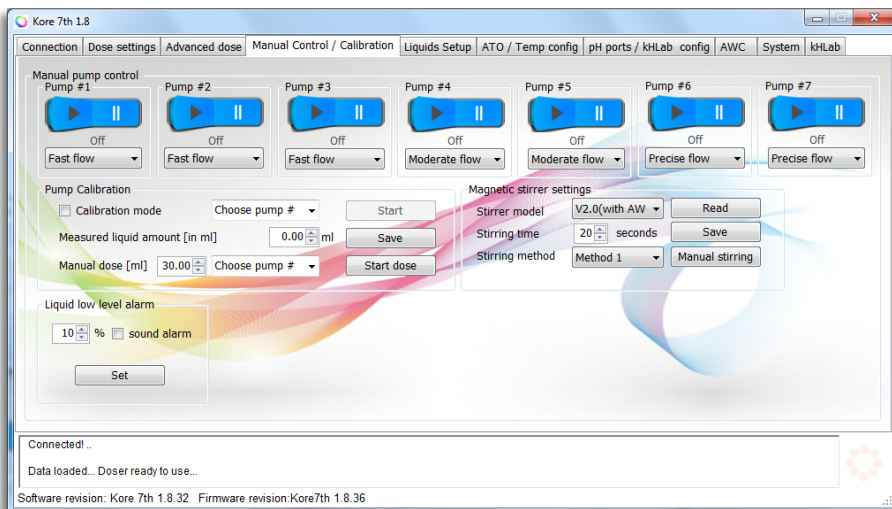 Kore 7th 1.8
Connection Dose settings Advanced dose Manual Control / Calibration Liquids Setup ATO / Temp config pH ports / kHLab config AWC System kHLab
Manual pump control
Pump #1 Pump #2 Pump #3 Pump #4 Pump #5 Pump #6 Pump #7
Off Off Off Off Off Off Off
Fast flow Fast flow Fast flow Moderate flow Moderate flow Precise flow Precise flow
Pump Calibration
Calibration mode Choose pump # Start
Measured liquid amount [in ml] 0.00 ml Save
Manual dose [ml] 30.00 Choose pump # Start dose
Magnetic stirrer settings
Stirrer model V2.0(with AW Read
Stirring time 20 seconds Save
Stirring method Method 1 Manual stirring
Liquid low level alarm
10 % sound alarm
Set
Connected! ..
Data loaded... Doser ready to use...
Software revision: Kore 7th 1.8.32 Firmware revision:Kore7th 1.8.36